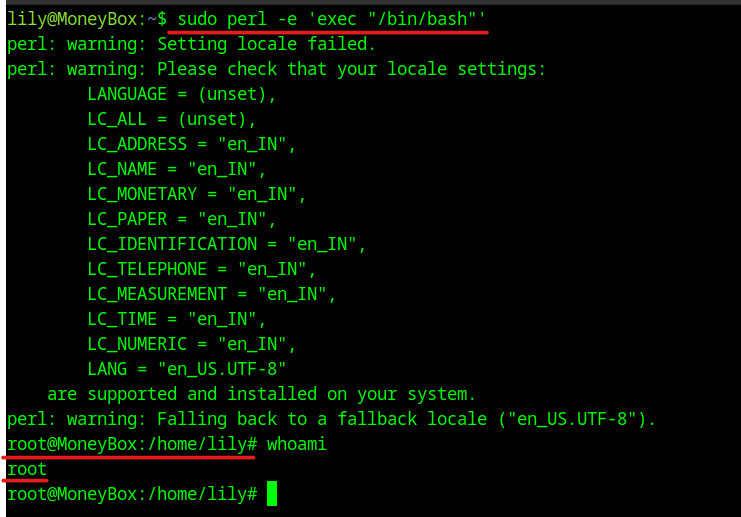 lily@MoneyBox:~$ sudo perl -e 'exec "/bin/bash"'
perl: warning: Setting locale failed.
perl: warning: Please check that your locale settings:
        LANGUAGE = (unset),
        LC_ALL = (unset),
        LC_ADDRESS = "en_IN",
        LC_NAME = "en_IN",
        LC_MONETARY = "en_IN",
        LC_PAPER = "en_IN",
        LC_IDENTIFICATION = "en_IN",
        LC_TELEPHONE = "en_IN",
        LC_MEASUREMENT = "en_IN",
        LC_TIME = "en_IN",
        LC_NUMERIC = "en_IN",
        LANG = "en_US.UTF-8"
    are supported and installed on your system.
perl: warning: Falling back to a fallback locale ("en_US.UTF-8").
root@MoneyBox:/home/lily# whoami
root
root@MoneyBox:/home/lily#